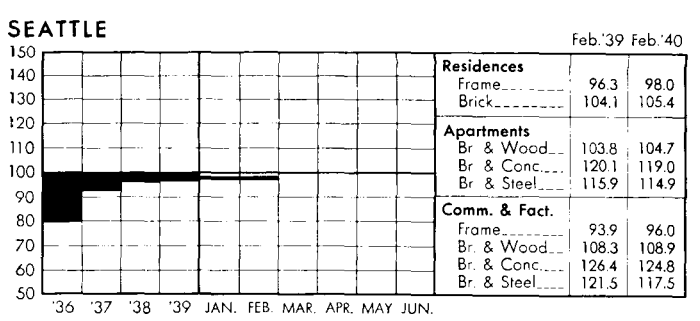 SEATTLE
Feb.'39 Feb.'40
150
140
130
120
110
100
90
80
70
60
50
'36 '37 '38 '39 JAN. FEB. MAR. APR. MAY JUN.
Residences
Frame 96.3 98.0
Brick 104.1 105.4
Apartments
Br & Wood 103.8 104.7
Br & Conc. 120.1 119.0
Br & Steel 115.9 114.9
Comm. & Fact.
Frame 93.9 96.0
Br. & Wood 108.3 108.9
Br. & Conc. 126.4 124.8
Br. & Steel 121.5 117.5